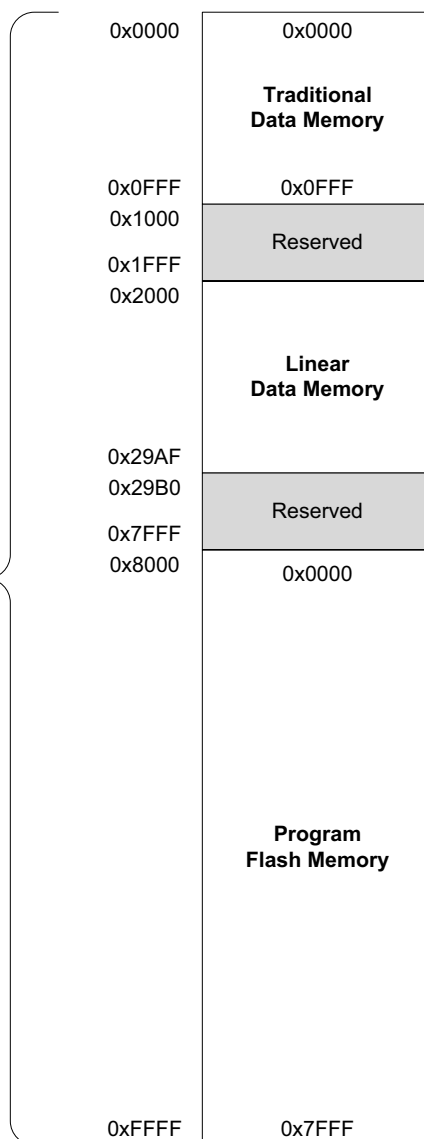 0x0000 0x0000
Traditional
Data Memory
0x0FFF 0x0FFF
0x1000
Reserved
0x1FFF
0x2000
Linear
Data Memory
0x29AF
0x29B0
Reserved
0x7FFF
0x8000 0x0000
Program
Flash Memory
0xFFFF 0x7FFF